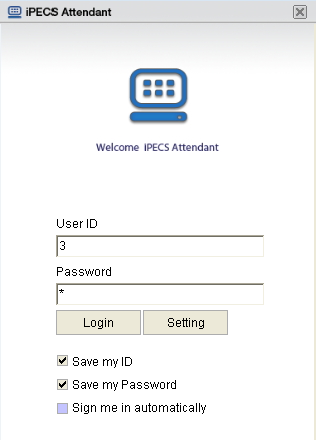 iPECS Attendant
Welcome iPECS Attendant
User ID
3
Password
*
Login Setting
Save my ID
Save my Password
Sign me in automatically